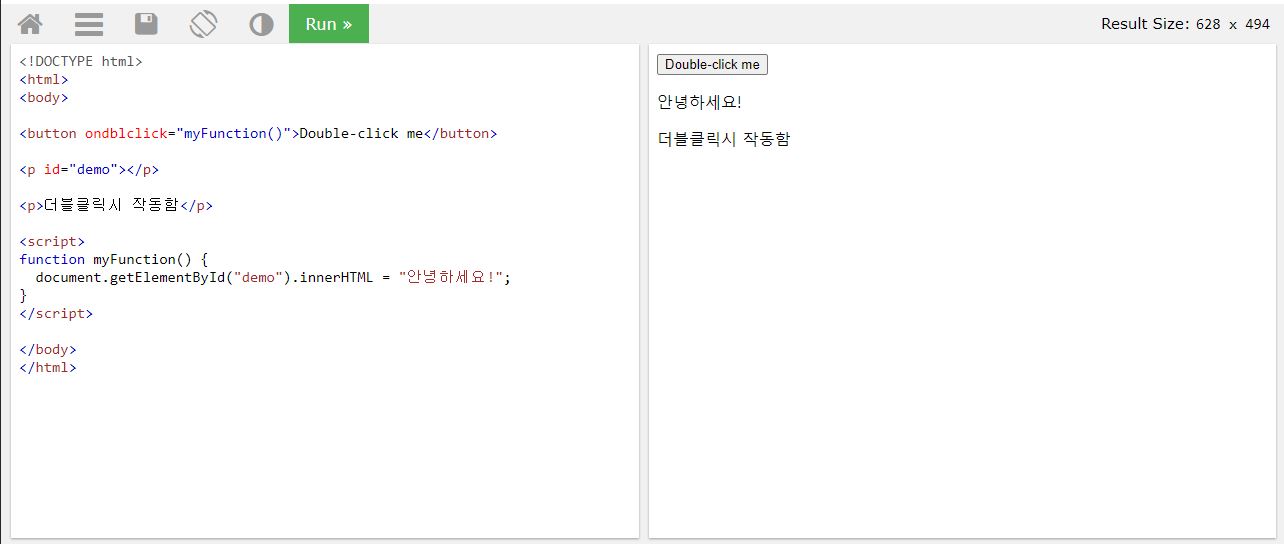 Run »
Result Size: 628 x 494
<!DOCTYPE html>
<html>
<body>
<button ondblclick="myFunction()">Double-click me</button>
<p id="demo"></p>
<p>더블클릭시 작동함</p>
<script>
function myFunction() {
  document.getElementById("demo").innerHTML = "안녕하세요!";
}
</script>
</body>
</html>
Double-click me
안녕하세요!
더블클릭시 작동함